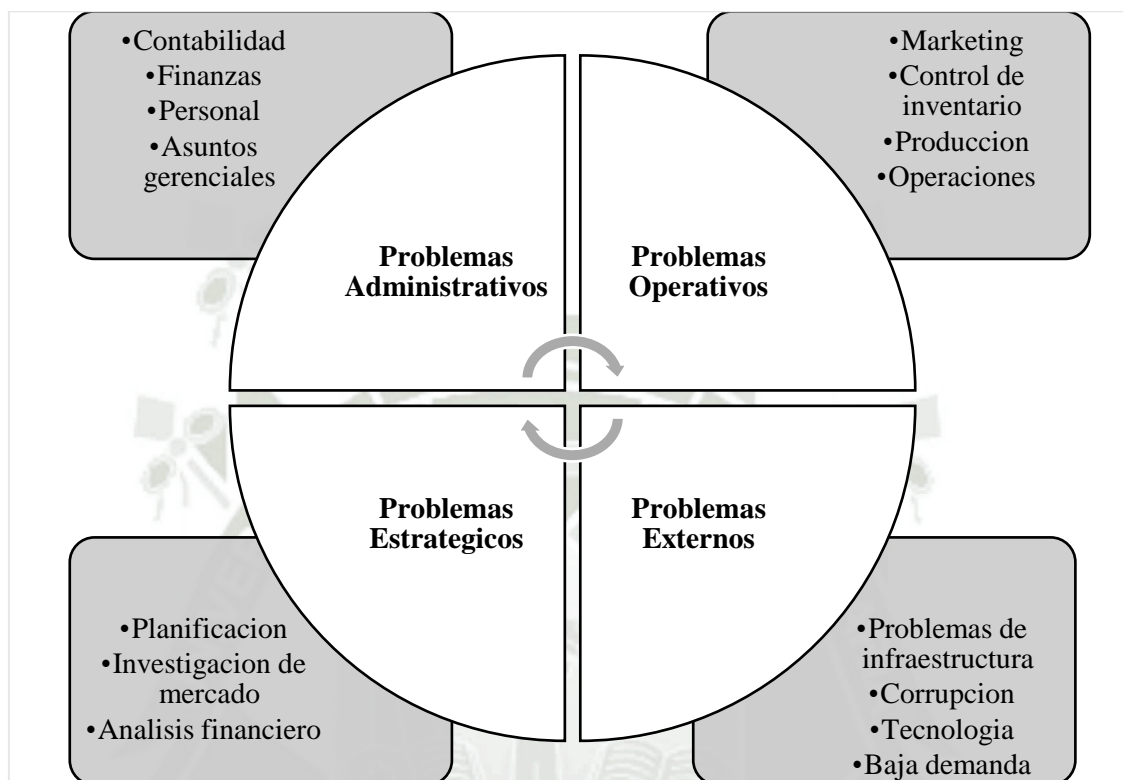 •Contabilidad
•Finanzas
•Personal
•Asuntos
gerenciales
•Marketing
•Control de
inventario
•Produccion
•Operaciones
Problemas
Administrativos
Problemas
Operativos
Problemas
Estrategicos
Problemas
Externos
•Planificacion
•Investigacion de
mercado
•Analisis financiero
•Problemas de
infraestructura
•Corrupcion
•Tecnologia
•Baja demanda